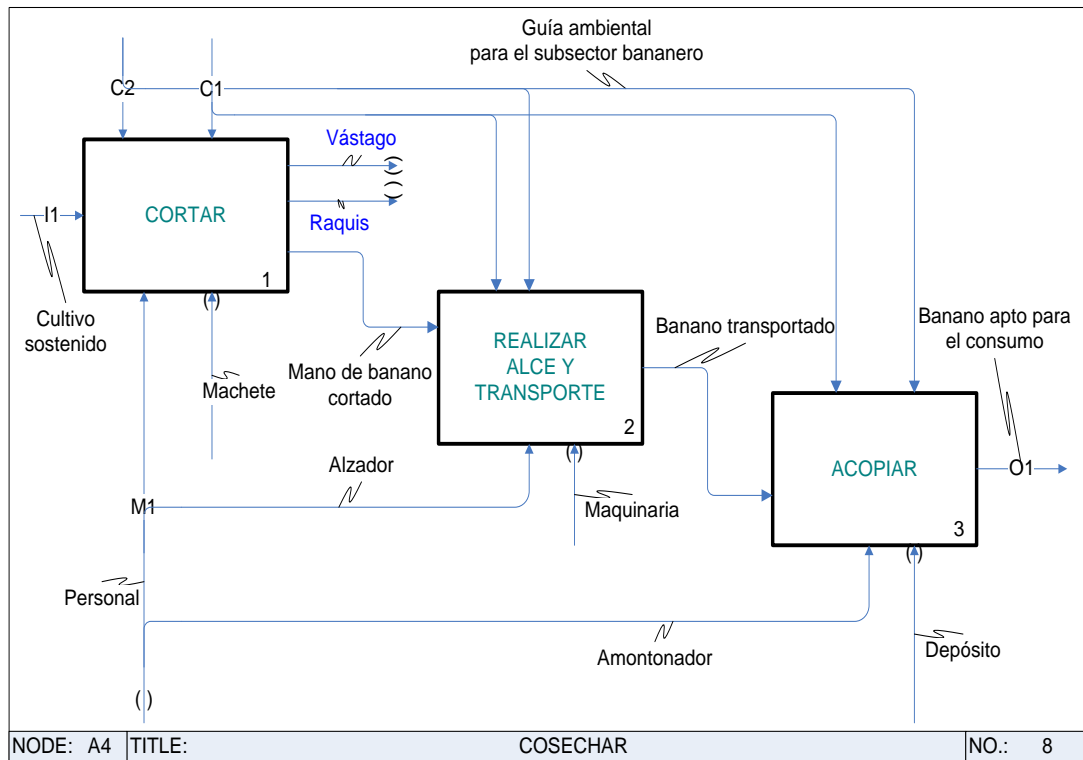 Guía ambiental
para el subsector bananero
C2
C1
Vástago
( )
( )
I1
CORTAR
Raquis
1
( )
Cultivo
sostenido
Machete
Mano de banano
cortado
REALIZAR
ALCE Y
TRANSPORTE
2
( )
Banano transportado
Banano apto para
el consumo
Alzador
Maquinaria
ACOPIAR
3
( )
O1
M1
Personal
Amontonador
Depósito
( )
NODE: A4 TITLE: COSECHAR NO.: 8